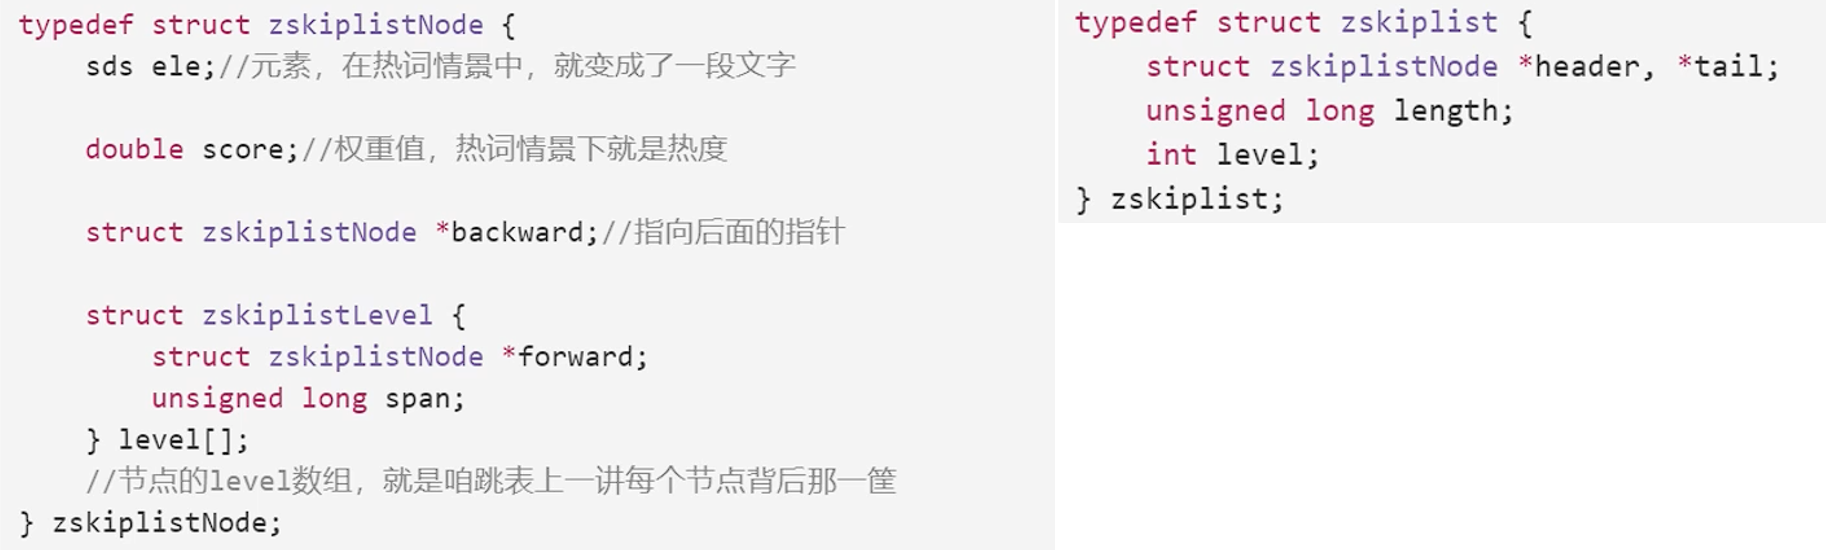 typedef struct zskiplistNode {
    sds ele;//元素，在热词情景中，就变成了一段文字
    double score;//权重值，热词情景下就是热度
    struct zskiplistNode *backward;//指向后面的指针
    struct zskiplistLevel {
        struct zskiplistNode *forward;
        unsigned long span;
    } level[];
    //节点的level数组，就是咱跳表上一讲每个节点背后那一筐
} zskiplistNode;
typedef struct zskiplist {
    struct zskiplistNode *header, *tail;
    unsigned long length;
    int level;
} zskiplist;